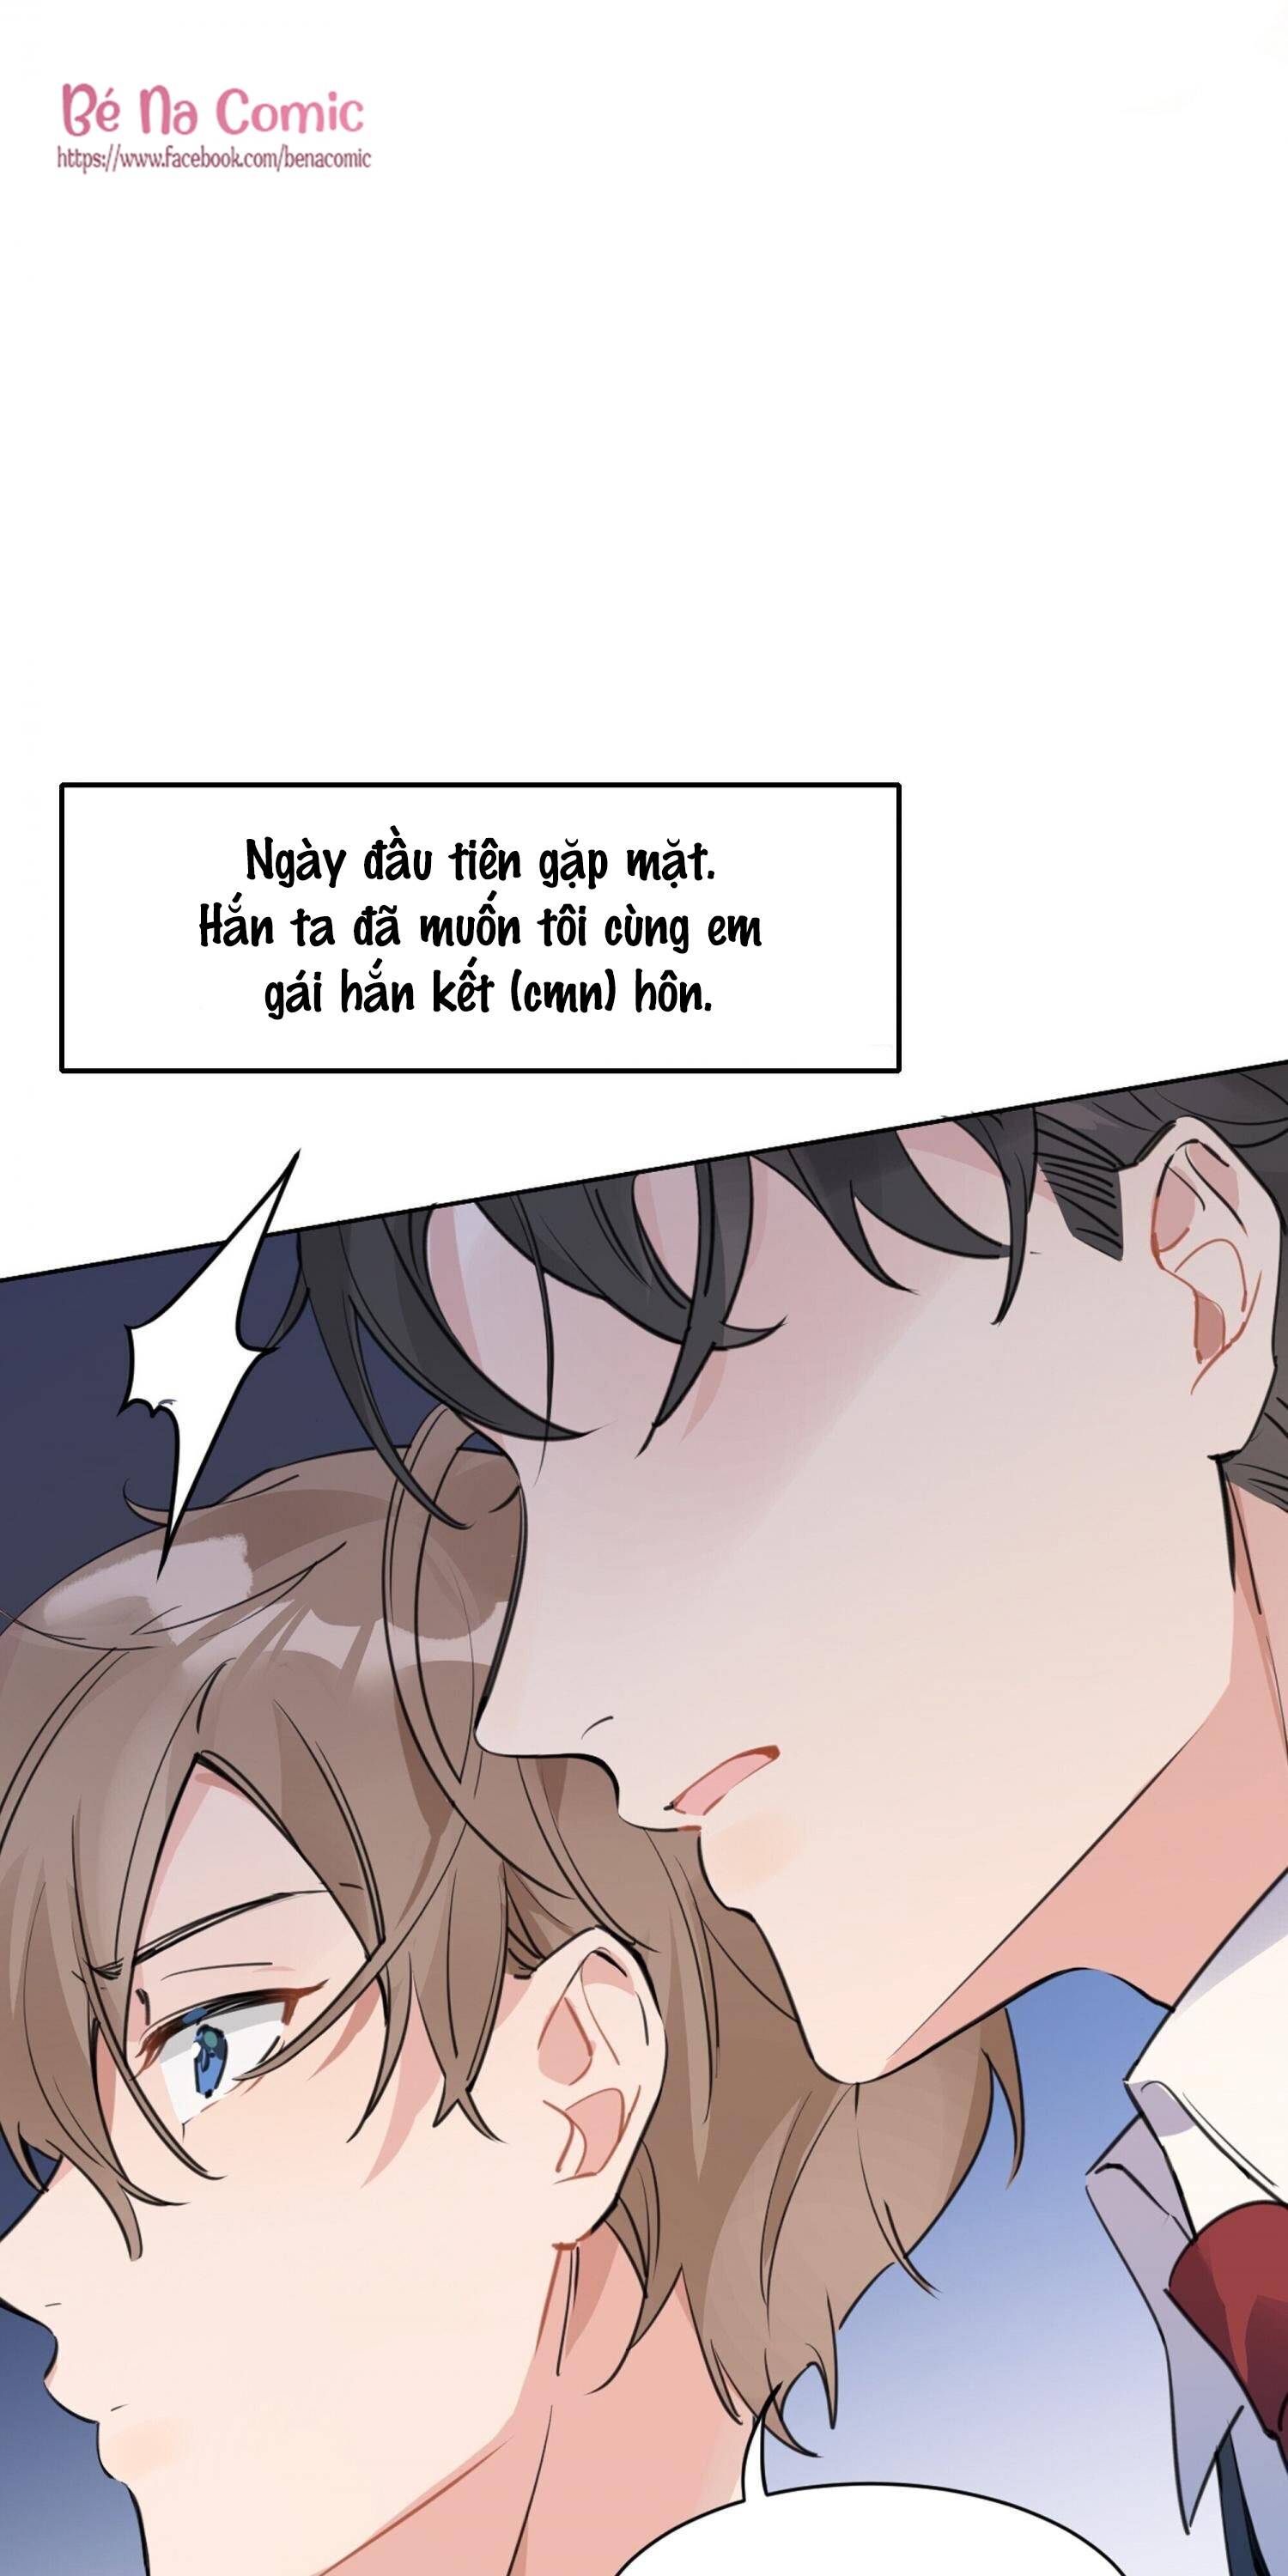 Bé Na Comic
https://www.facebook.com/benacomic
Ngày đầu tiên gặp mặt.
Hắn ta đã muốn tôi cùng em
gái hắn kết (cmn) hôn.